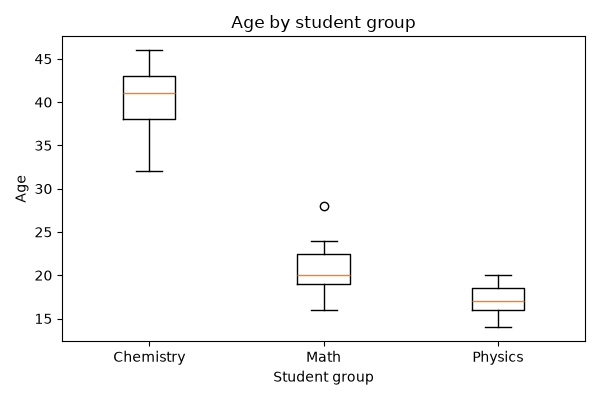 Age by student group
45
40
35
30
25
20
15
Age
Chemistry
Math
Physics
Student group